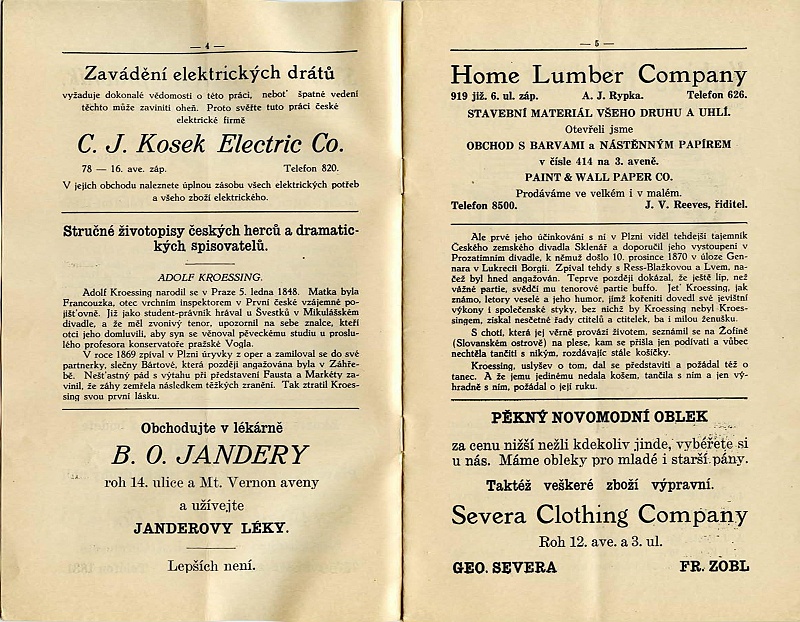 — 4 —
Zavádění elektrických drátů
vyžaduje dokonalé vědomosti o této práci, neboť špatné vedení
těchto může zaviniti oheň. Proto svěřte tuto práci české
elektrické firmě
C. J. Kosek Electric Co.
78 — 16. ave. záp. Telefon 820.
V jejich obchodu naleznete úplnou zásobu všech elektrických potřeb
a všeho zboží elektrického.
Stručné životopisy českých herců a dramatic-
kých spisovatelů.
ADOLF KROESSING.
Adolf Kroessing narodil se v Praze 5. ledna 1848. Matka byla
Francouzka, otec vrchním inspektorem v První české vzájemné po-
jišťovně. Již jako student-právník hrával u Švestků v Mikulášském
divadle, a že měl zvonivý tenor, upozornil na sebe znalce, kteří
otci jeho domluvili, aby syn se věnoval pěveckému studiu u proslu-
lého profesora konservatoře pražské Vogla.
V roce 1869 zpíval v Plzni úryvky z oper a zamiloval se do své
partnerky, slečny Bártové, která později angažována byla v Záhře-
bě. Nešťastný pád s výtahu při představení Fausta a Markéty za-
vinil, že záhy zemřela následkem těžkých zranění. Tak ztratil Kroes-
sing svou první lásku.
Obchodujte v lékárně
B. O. JANDERY
roh 14. ulice a Mt. Vernon aveny
a užívejte
JANDEROVY LÉKY.
Lepších není.
— 5 —
Home Lumber Company
919 již. 6. ul. záp. A. J. Rypka. Telefon 626.
STAVEBNÍ MATERIÁL VŠEHO DRUHU A UHLÍ.
Otevřeli jsme
OBCHOD S BARVAMI a NÁSTĚNNÝM PAPÍREM
v čísle 414 na 3. aveně.
PAINT & WALL PAPER CO.
Prodáváme ve velkém i v malém.
Telefon 8500. J. V. Reeves, řiditel.
Ale prvé jeho účinkování s ní v Plzni viděl tehdejší tajemník
Českého zemského divadla Sklenář a doporučil jeho vystoupení v
Prozatimním divadle, k němuž došlo 10. prosince 1870 v úloze Gen-
nara v Lukrecii Borgii. Zpíval tehdy s Ress-Blažkovou a Lvem, na-
čež byl hned angažován. Teprve později dokázal, že ještě líp, než
vážné partie, svědčí mu tenorové partie buffo. Jeť Kroessing, jak
známo, letory veselé a jeho humor, jímž kořeniti dovedl své jevištní
výkony i společenské styky, bez nichž by Kroessing nebyl Kroes-
singem, získal nesčetné řady ctitelů a ctitelek, ba i milou ženušku.
S chotí, která jej věrně provází životem, seznámil se na Žofíně
(Slovanském ostrově) na plese, kam se přišla jen podívati a vůbec
nechtěla tančiti s nikým, rozdávajíc stále košíčky.
Kroessing, uslyšev o tom, dal se představiti a požádal též o
tanec. A že jemu jedinému nedala košem, tančila s ním a jen vý-
hradně s ním, požádal o její ruku.
PĚKNÝ NOVOMODNÍ OBLEK
za cenu nižší nežli kdekoliv jinde, vybéřete si
u nás. Máme obleky pro mladé i starší pány.
Taktéž veškeré zboží výpravní.
Severa Clothing Company
Roh 12. ave. a 3. ul.
GEO. SEVERA FR. ZOBL